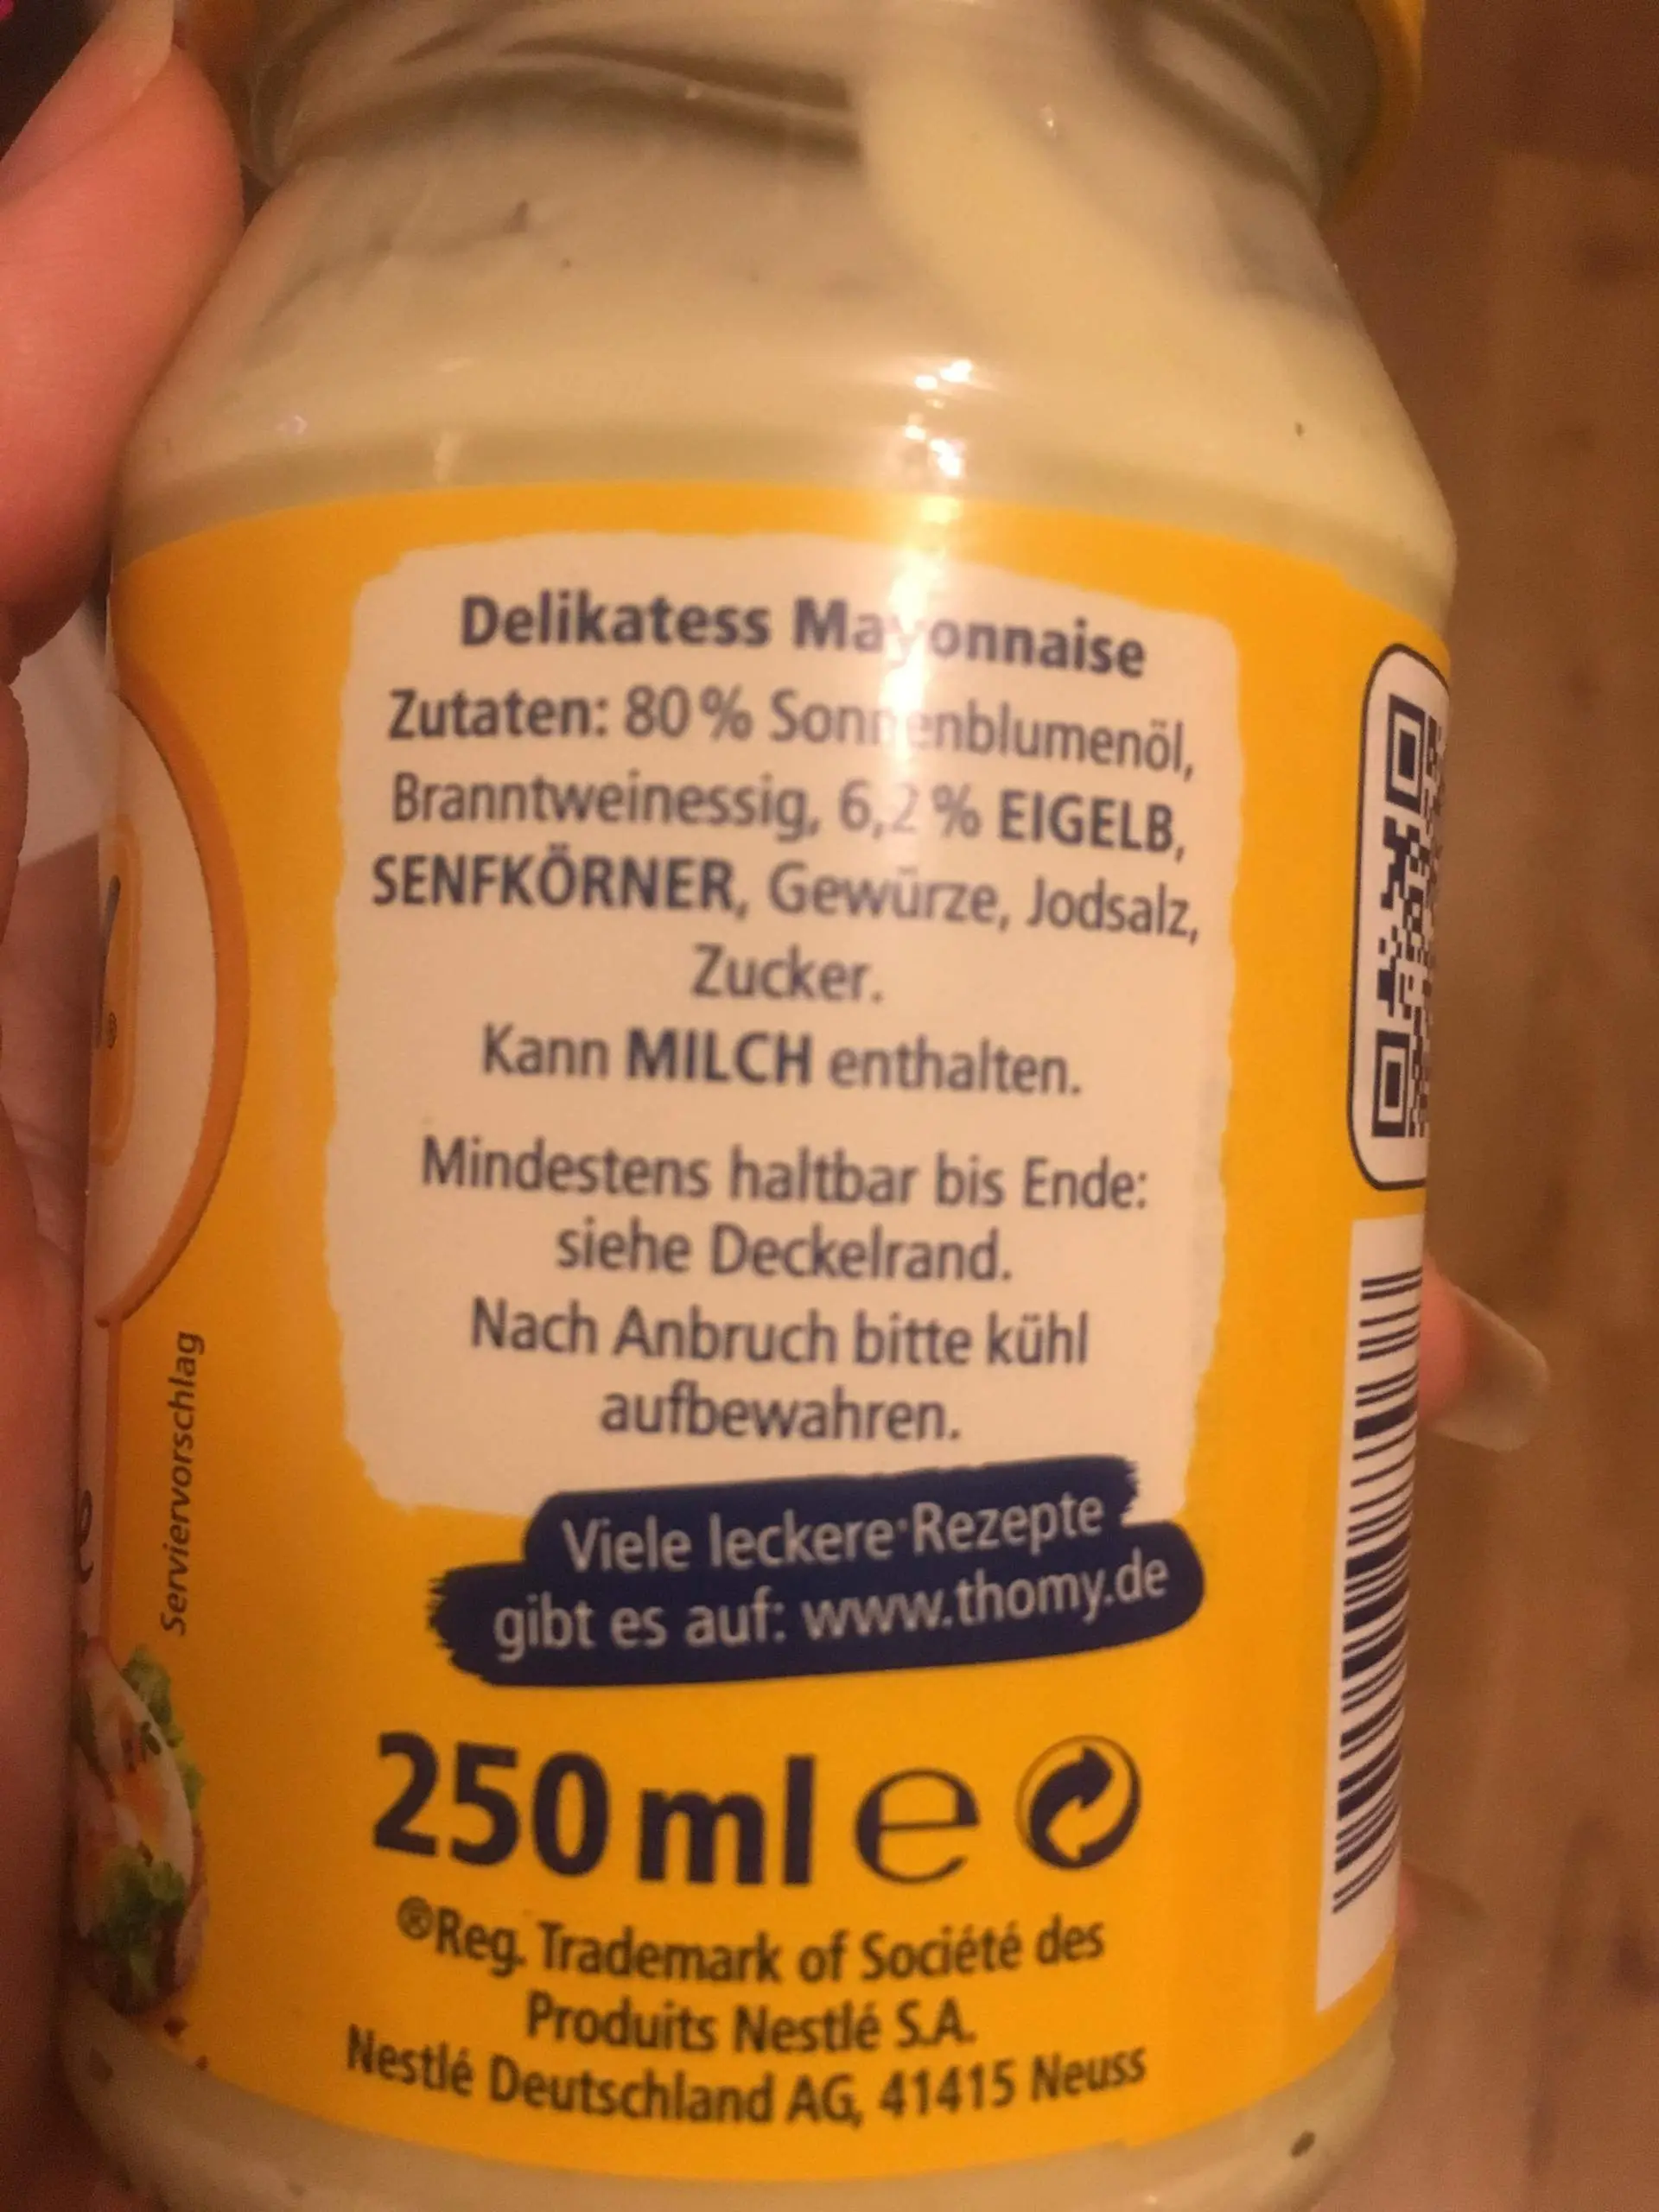 Delikatess Mayonnaise
Zutaten: 80% Sonnenblumenöl,
Branntweinessig, 6,2% EIGELB,
SENFKÖRNER, Gewürze, Jodsalz,
Zucker.
Kann MILCH enthalten.
Mindestens haltbar bis Ende:
siehe Deckelrand.
Nach Anbruch bitte kühl
aufbewahren.
Viele leckere Rezepte
gibt es auf: www.thomy.de
250 ml e
®Reg. Trademark of Société des
Produits Nestlé S.A.
Nestlé Deutschland AG, 41415 Neuss
Serviervorschlag